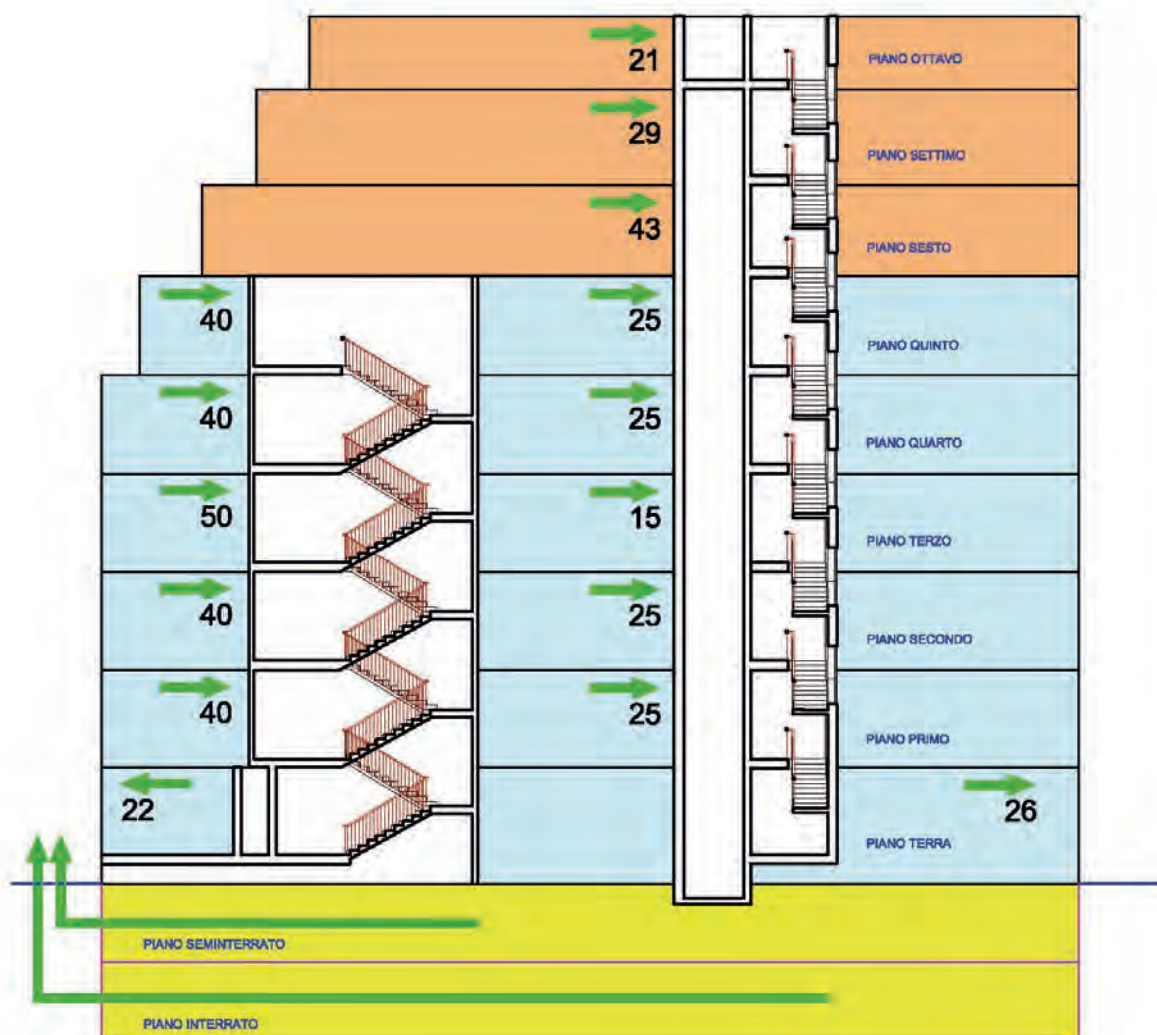 21 PIANO OTTAVO
29 PIANO SETTIMO
43 PIANO SESTO
40 25 PIANO QUINTO
40 25 PIANO QUARTO
50 15 PIANO TERZO
40 25 PIANO SECONDO
40 25 PIANO PRIMO
22 26
PIANO TERRA
PIANO SEMINTERRATO
PIANO INTERRATO